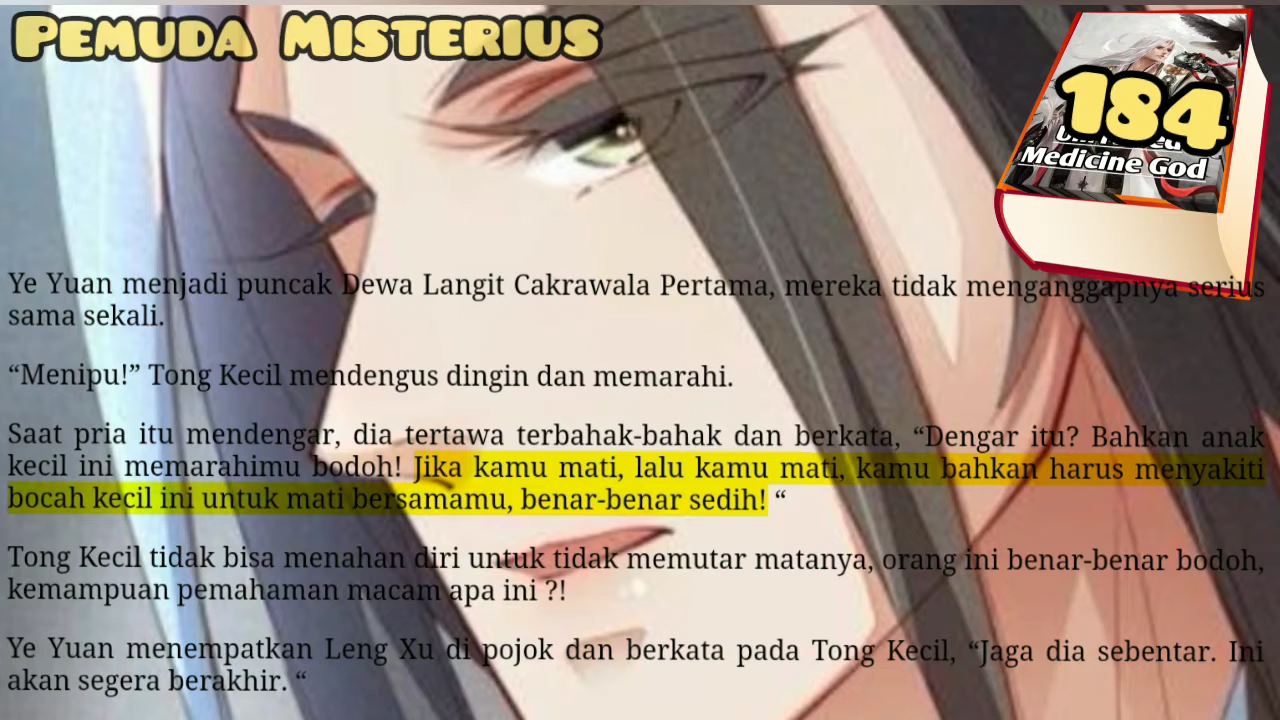 Pemuda Misterius
184
Medicine God
Ye Yuan menjadi puncak Dewa Langit Cakrawala Pertama, mereka tidak menganggapnya serius
sama sekali.
“Menipu!” Tong Kecil mendengus dingin dan memarahi.
Saat pria itu mendengar, dia tertawa terbahak-bahak dan berkata, “Dengar itu? Bahkan anak
kecil ini memarahimu bodoh! Jika kamu mati, lalu kamu mati, kamu bahkan harus menyakiti
bocah kecil ini untuk mati bersamamu, benar-benar sedih! “
Tong Kecil tidak bisa menahan diri untuk tidak memutar matanya, orang ini benar-benar bodoh,
kemampuan pemahaman macam apa ini ?!
Ye Yuan menempatkan Leng Xu di pojok dan berkata pada Tong Kecil, “Jaga dia sebentar. Ini
akan segera berakhir. “